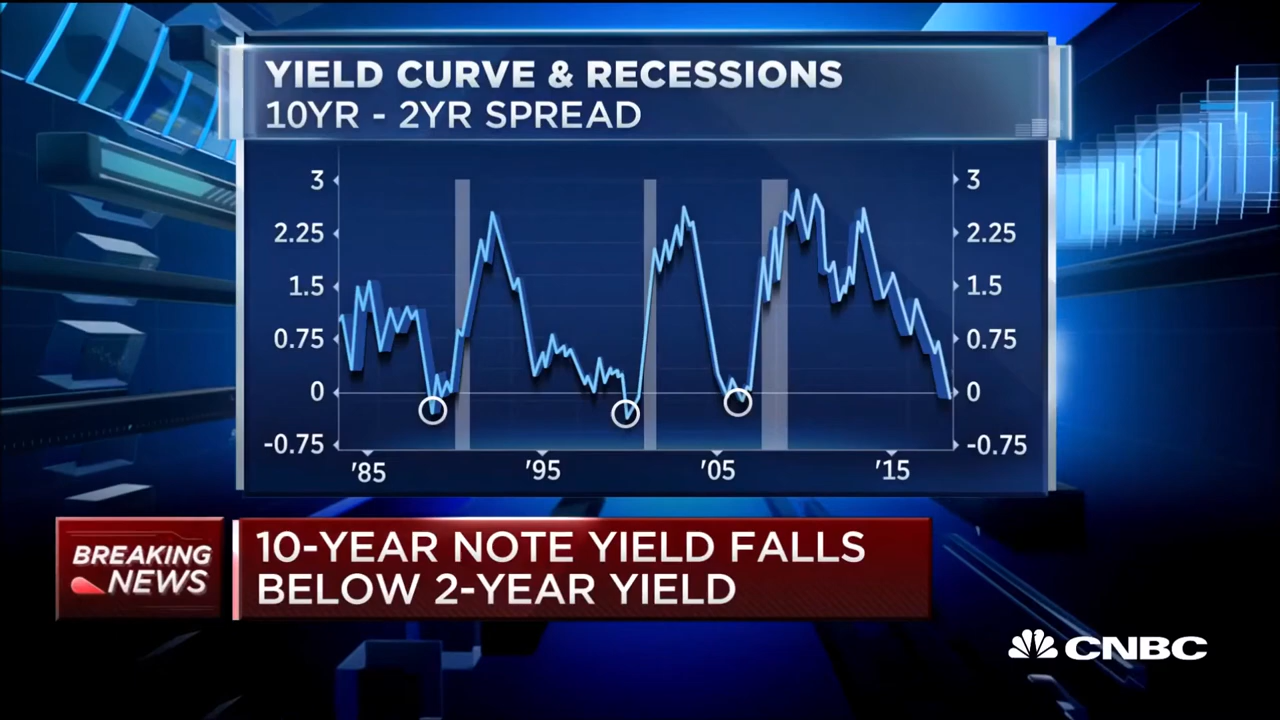 YIELD CURVE & RECESSIONS
10YR - 2YR SPREAD
3 3
2.25 2.25
1.5 1.5
0.75 0.75
0 0
-0.75 -0.75
'85 '95 '05 '15
BREAKING
NEWS
10-YEAR NOTE YIELD FALLS
BELOW 2-YEAR YIELD
CNBC